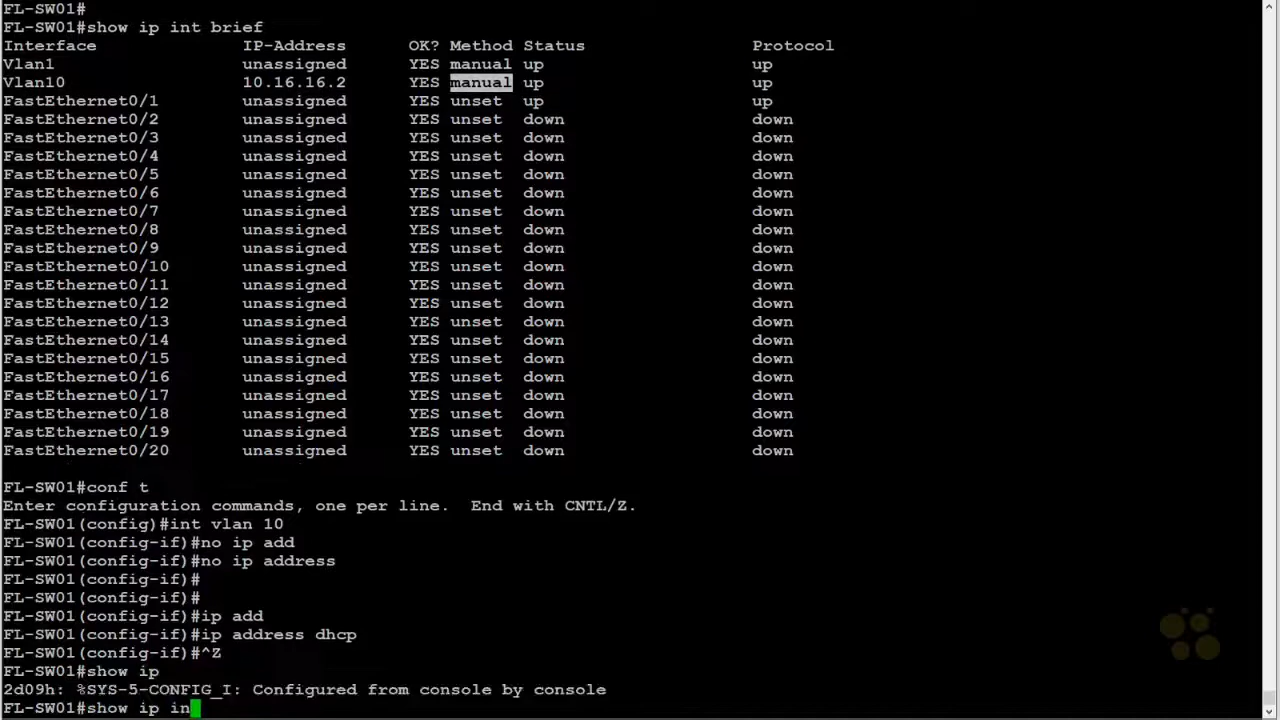 FL-SW01#
FL-SW01#show ip int brief
Interface IP-Address OK? Method Status Protocol
Vlan1 unassigned YES manual up up
Vlan10 10.16.16.2 YES manual up up
FastEthernet0/1 unassigned YES unset up up
FastEthernet0/2 unassigned YES unset down down
FastEthernet0/3 unassigned YES unset down down
FastEthernet0/4 unassigned YES unset down down
FastEthernet0/5 unassigned YES unset down down
FastEthernet0/6 unassigned YES unset down down
FastEthernet0/7 unassigned YES unset down down
FastEthernet0/8 unassigned YES unset down down
FastEthernet0/9 unassigned YES unset down down
FastEthernet0/10 unassigned YES unset down down
FastEthernet0/11 unassigned YES unset down down
FastEthernet0/12 unassigned YES unset down down
FastEthernet0/13 unassigned YES unset down down
FastEthernet0/14 unassigned YES unset down down
FastEthernet0/15 unassigned YES unset down down
FastEthernet0/16 unassigned YES unset down down
FastEthernet0/17 unassigned YES unset down down
FastEthernet0/18 unassigned YES unset down down
FastEthernet0/19 unassigned YES unset down down
FastEthernet0/20 unassigned YES unset down down
FL-SW01#conf t
Enter configuration commands, one per line. End with CNTL/Z.
FL-SW01(config)#int vlan 10
FL-SW01(config-if)#no ip add
FL-SW01(config-if)#no ip address
FL-SW01(config-if)#
FL-SW01(config-if)#
FL-SW01(config-if)#ip add
FL-SW01(config-if)#ip address dhcp
FL-SW01(config-if)#^Z
FL-SW01#show ip
2d09h: %SYS-5-CONFIG_I: Configured from console by console
FL-SW01#show ip in